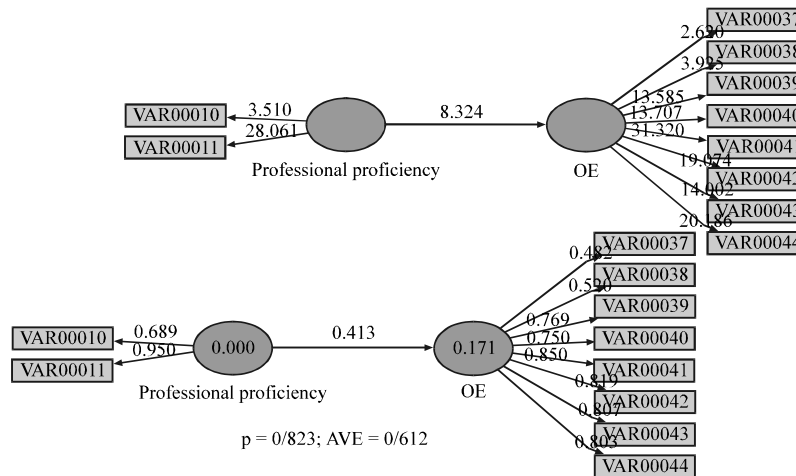 VAR00037
2.620
VAR00038
3.935
VAR00039
13.585
VAR00010
3.510
8.324
13.707
VAR00040
28.061
31.320
VAR00011
VAR0004
19.074
Professional proficiency
OE
VAR00042
14.002
VAR00043
20.186
VAR00044
0.482
VAR00037
VAR00038
0.520
VAR00039
0.769
VAR00010
0.689
0.413
0.750
VAR00040
0.950
0.000
0.171
0.850
VAR00011
VAR00041
0.819
Professional proficiency
OE
VAR00042
0.807
VAR00043
p = 0/823; AVE = 0/612
0.803
VAR00044